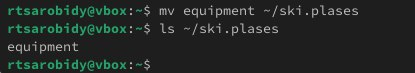 rtsarobidy@vbox:~$ mv equipment ~/ski.plases
rtsarobidy@vbox:~$ ls ~/ski.plases
equipment
rtsarobidy@vbox:~$